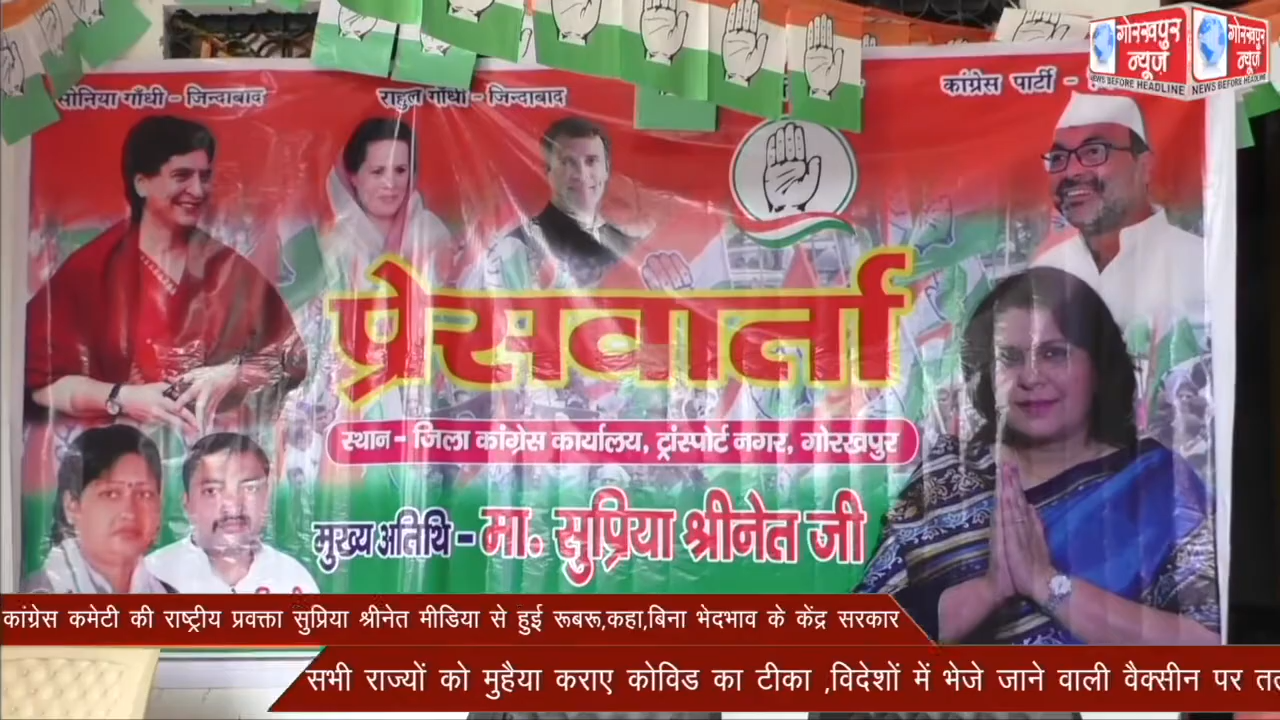 सोनिया गाँधी - जिन्दाबाद
राहुल गाँधी - जिन्दाबाद
कांग्रेस पार्टी -
गोरखपुर न्यूज़
NEWS BEFORE HEADLINE
गोरखपुर न्यूज़
NEWS BEFORE HEADLINE
प्रेसवार्ता
स्थान - जिला कांग्रेस कार्यालय, ट्रांस्पोर्ट नगर, गोरखपुर
मुख्य अतिथि - मा. सुप्रिया श्रीनेत जी
कांग्रेस कमेटी की राष्ट्रीय प्रवक्ता सुप्रिया श्रीनेत मीडिया से हुई रूबरू,कहा,बिना भेदभाव के केंद्र सरकार
सभी राज्यों को मुहैया कराए कोविड का टीका ,विदेशों में भेजे जाने वाली वैक्सीन पर